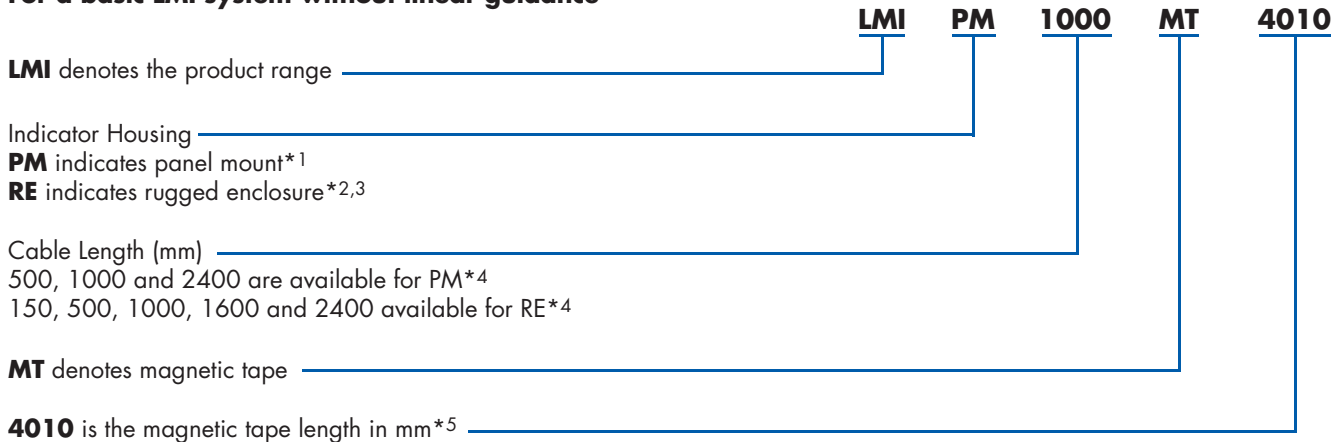 For a basic LMI system without linear guidance
LMI PM 1000 MT 4010
LMI denotes the product range
Indicator Housing
PM indicates panel mount*1
RE indicates rugged enclosure*2,3
Cable Length (mm)
500, 1000 and 2400 are available for PM*4
150, 500, 1000, 1600 and 2400 available for RE*4
MT denotes magnetic tape
4010 is the magnetic tape length in mm*5